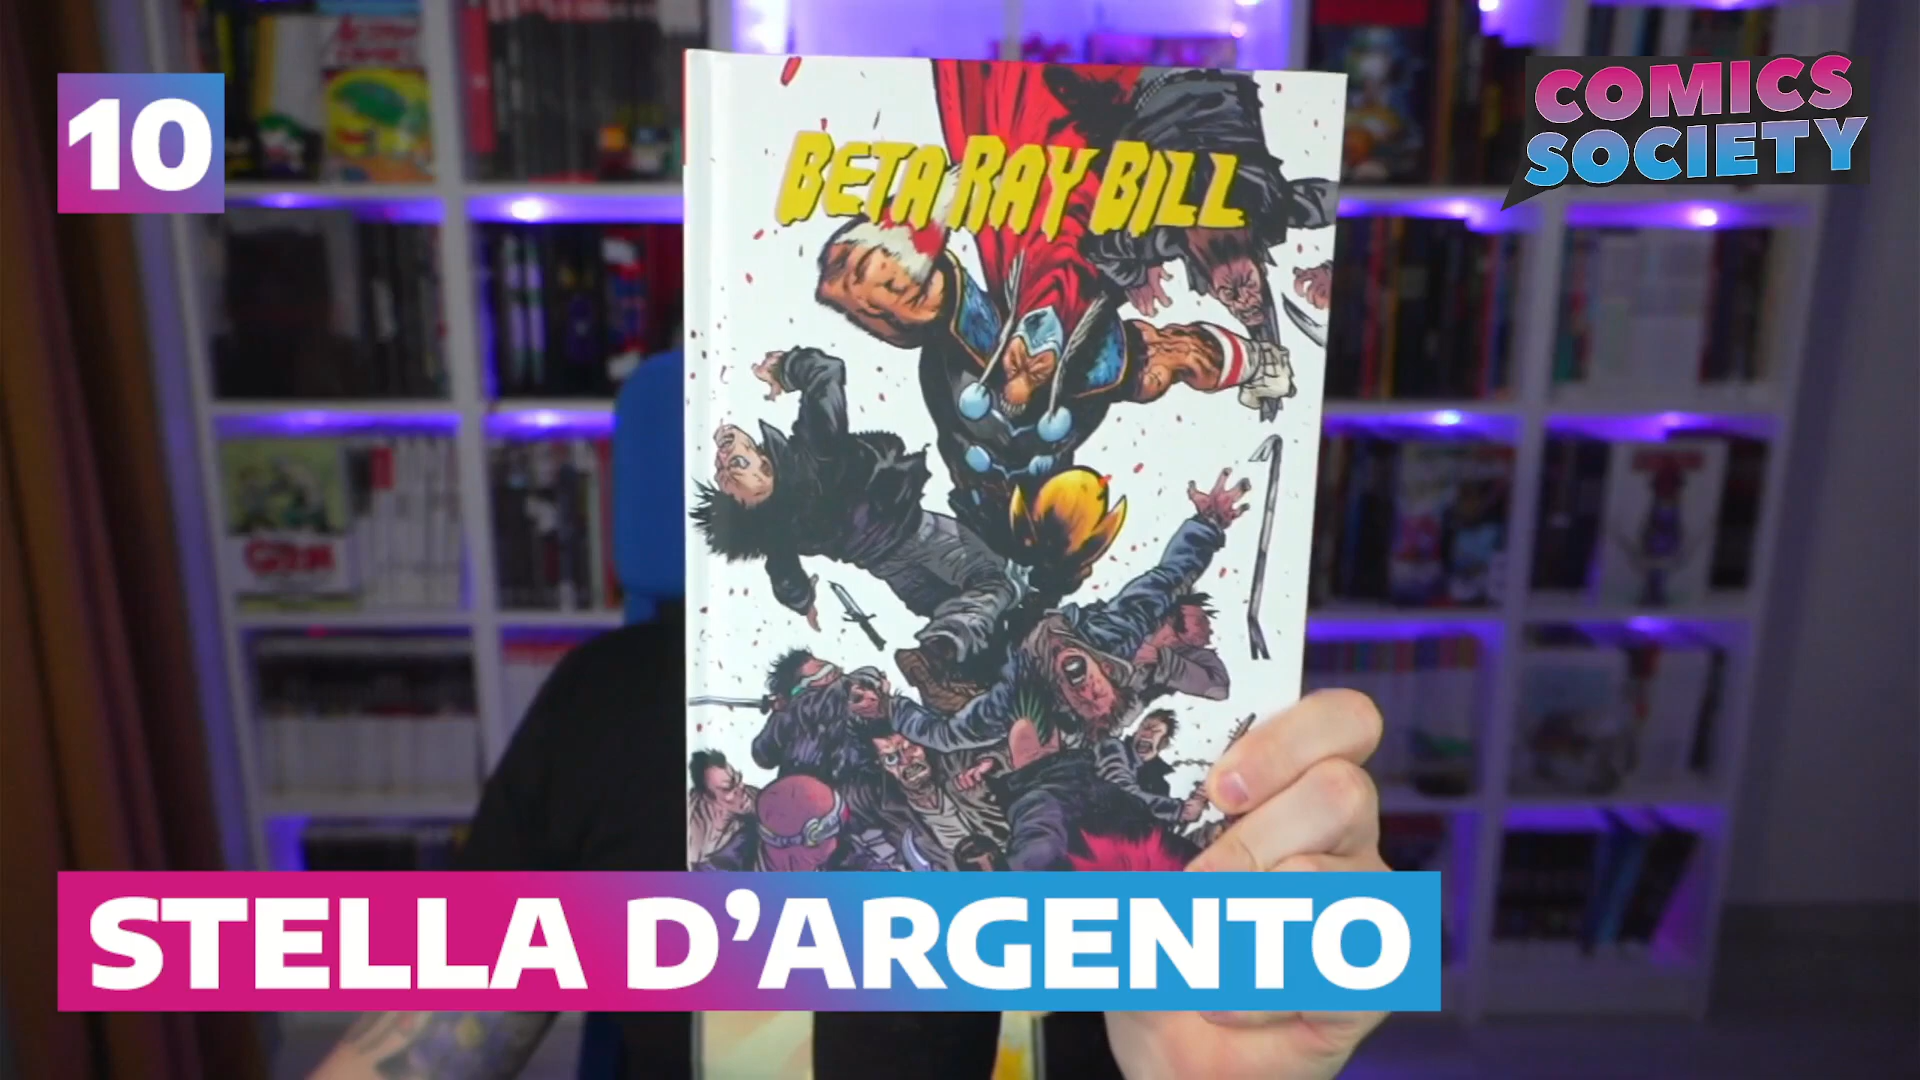 10
COMICS
SOCIETY
BETA RAY BILL
STELLA D’ARGENTO